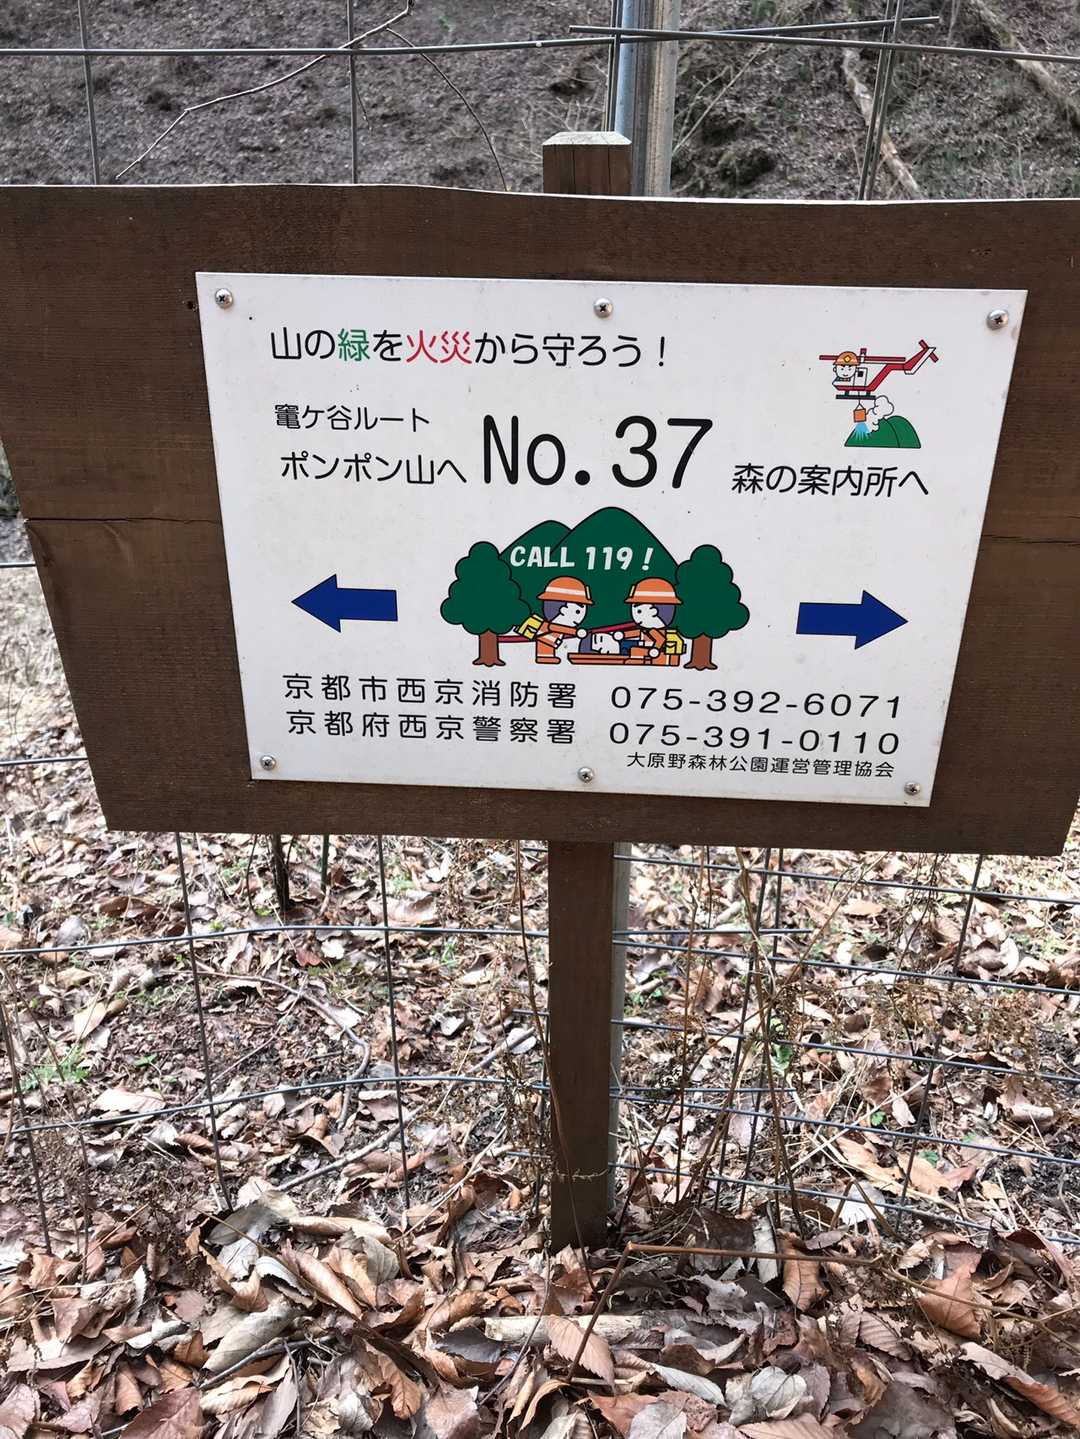 山の緑を火災から守ろう！
竃ケ谷ルート
ポンポン山へ No.37 森の案内所へ
CALL 119！
京都市西京消防署 075-392-6071
京都府西京警察署 075-391-0110
大原野森林公園運営管理協会